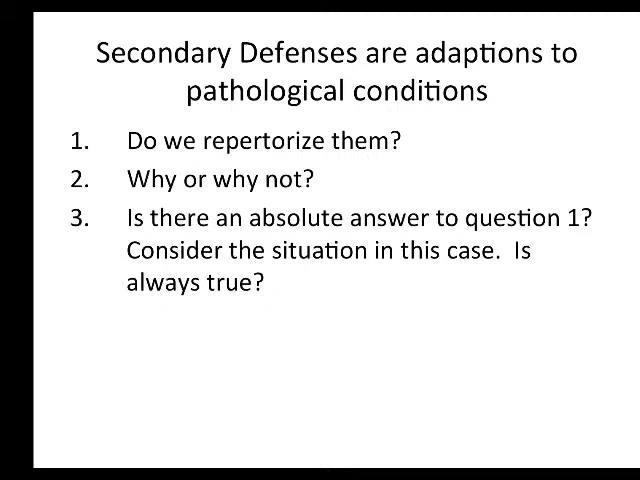 Secondary Defenses are adaptions to
pathological conditions
1. Do we repertorize them?
2. Why or why not?
3. Is there an absolute answer to question 1?
Consider the situation in this case. Is
always true?